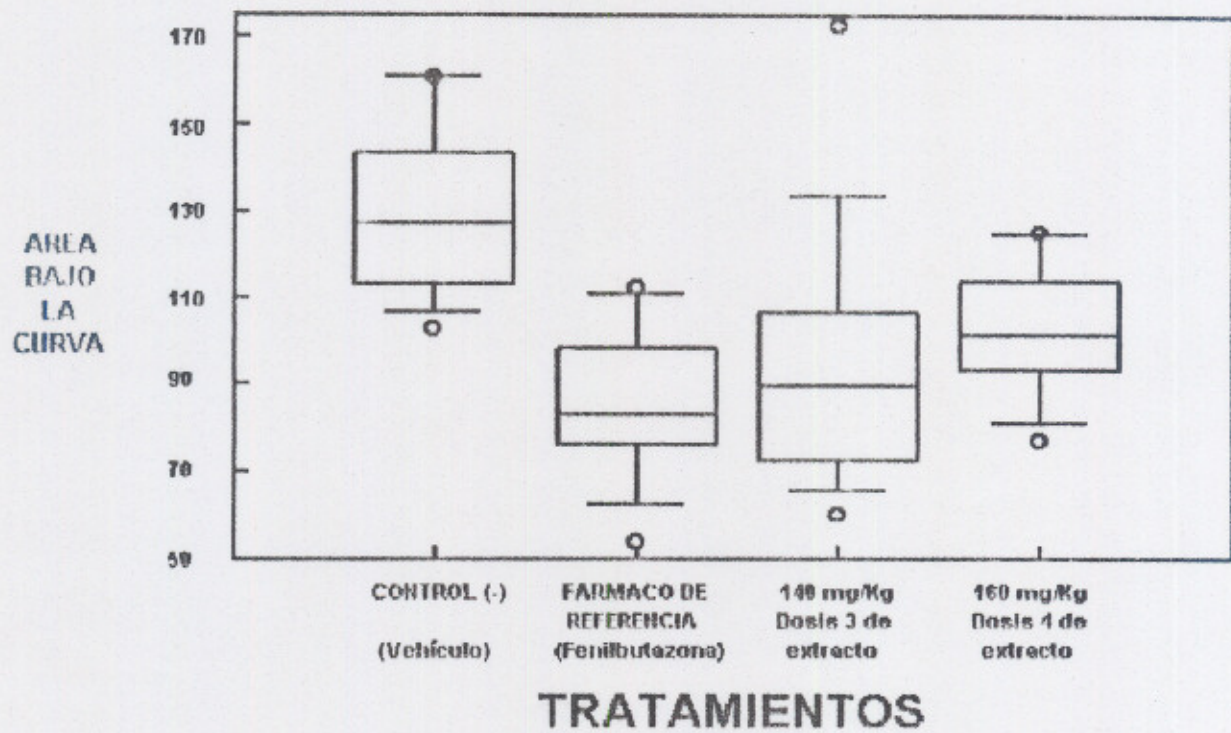 170
150
130
110
90
70
50
AREA
BAJO
LA
CURVA
CONTROL (-)
(Vehículo)
FARMACO DE
REFERENCIA
(Fenilbutazona)
140 mg/Kg
Dosis 3 de
extracto
160 mg/Kg
Dosis 4 de
extracto
TRATAMIENTOS